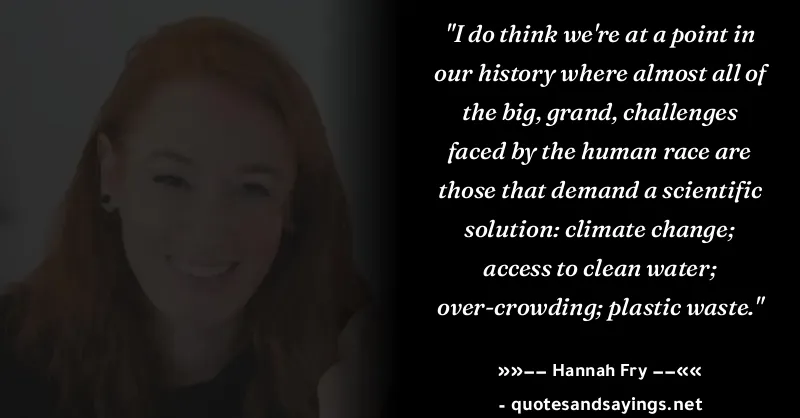 "I do think we're at a point in
our history where almost all of
the big, grand, challenges
faced by the human race are
those that demand a scientific
solution: climate change;
access to clean water;
over-crowding; plastic waste."
»»−− Hannah Fry −−««
- quotesandsayings.net